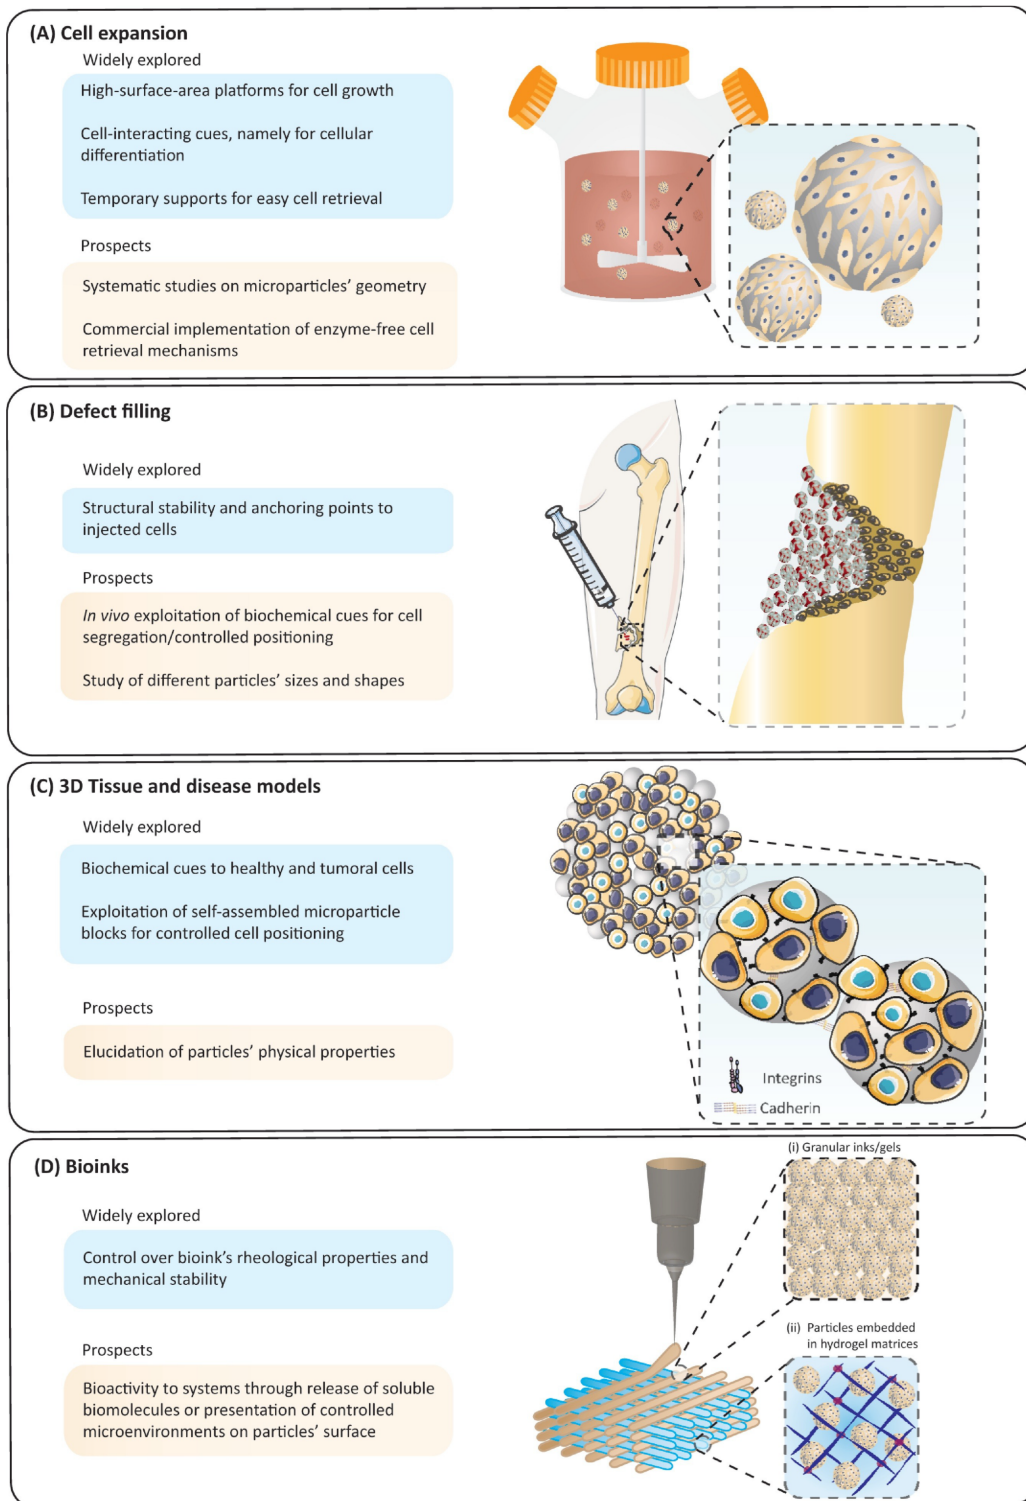 (A) Cell expansion
Widely explored
High-surface-area platforms for cell growth
Cell-interacting cues, namely for cellular
differentiation
Temporary supports for easy cell retrieval
Prospects
Systematic studies on microparticles’ geometry
Commercial implementation of enzyme-free cell
retrieval mechanisms
(B) Defect filling
Widely explored
Structural stability and anchoring points to
injected cells
Prospects
In vivo exploitation of biochemical cues for cell
segregation/controlled positioning
Study of different particles’ sizes and shapes
(C) 3D Tissue and disease models
Widely explored
Biochemical cues to healthy and tumoral cells
Exploitation of self-assembled microparticle
blocks for controlled cell positioning
Prospects
Elucidation of particles’ physical properties
Integrins
Cadherin
(D) Bioinks
Widely explored
Control over bioink’s rheological properties and
mechanical stability
Prospects
Bioactivity to systems through release of soluble
biomolecules or presentation of controlled
microenvironments on particles’ surface
(i) Granular inks/gels
(ii) Particles embedded
in hydrogel matrices